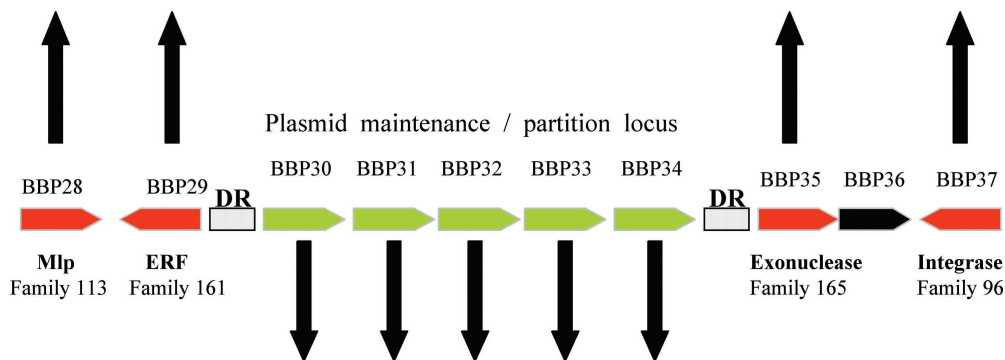 Plasmid maintenance / partition locus
BBP28 BBP29 BBP30 BBP31 BBP32 BBP33 BBP34 BBP35 BBP36 BBP37
DR DR
Mlp ERF Exonuclease Integrase
Family 113 Family 161 Family 165 Family 96